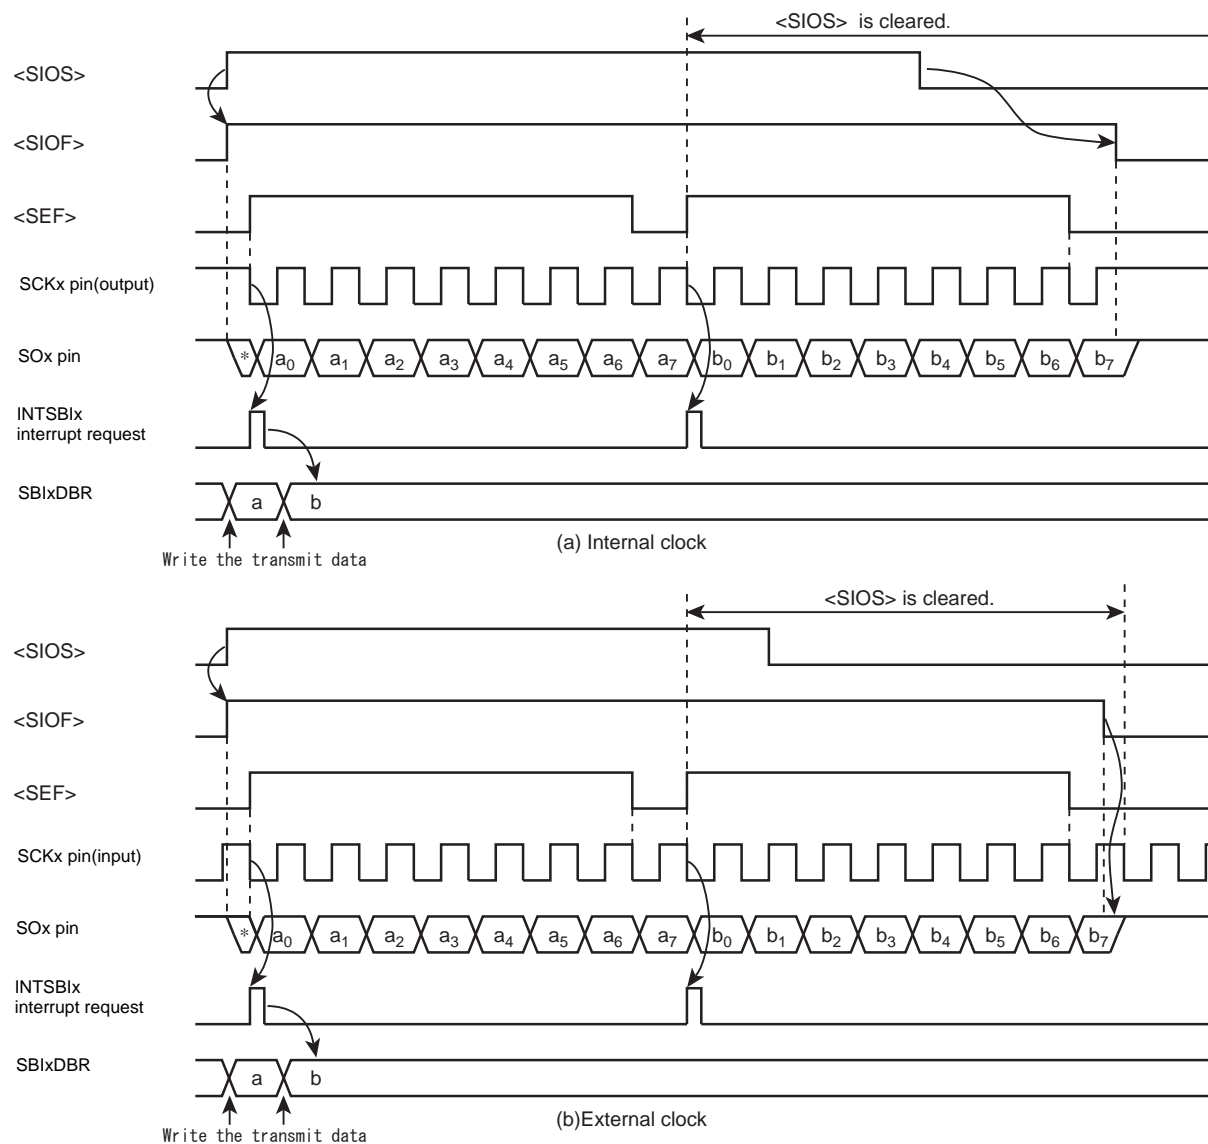 <SIOS> is cleared.
<SIOS>
<SIOF>
<SEF>
SCKx pin(output)
SOx pin
* a0 a1 a2 a3 a4 a5 a6 a7 b0 b1 b2 b3 b4 b5 b6 b7
INTSBIx
interrupt request
SBIxDBR
a b
Write the transmit data
(a) Internal clock
<SIOS> is cleared.
<SIOS>
<SIOF>
<SEF>
SCKx pin(input)
SOx pin
* a0 a1 a2 a3 a4 a5 a6 a7 b0 b1 b2 b3 b4 b5 b6 b7
INTSBIx
interrupt request
SBIxDBR
a b
Write the transmit data
(b)External clock